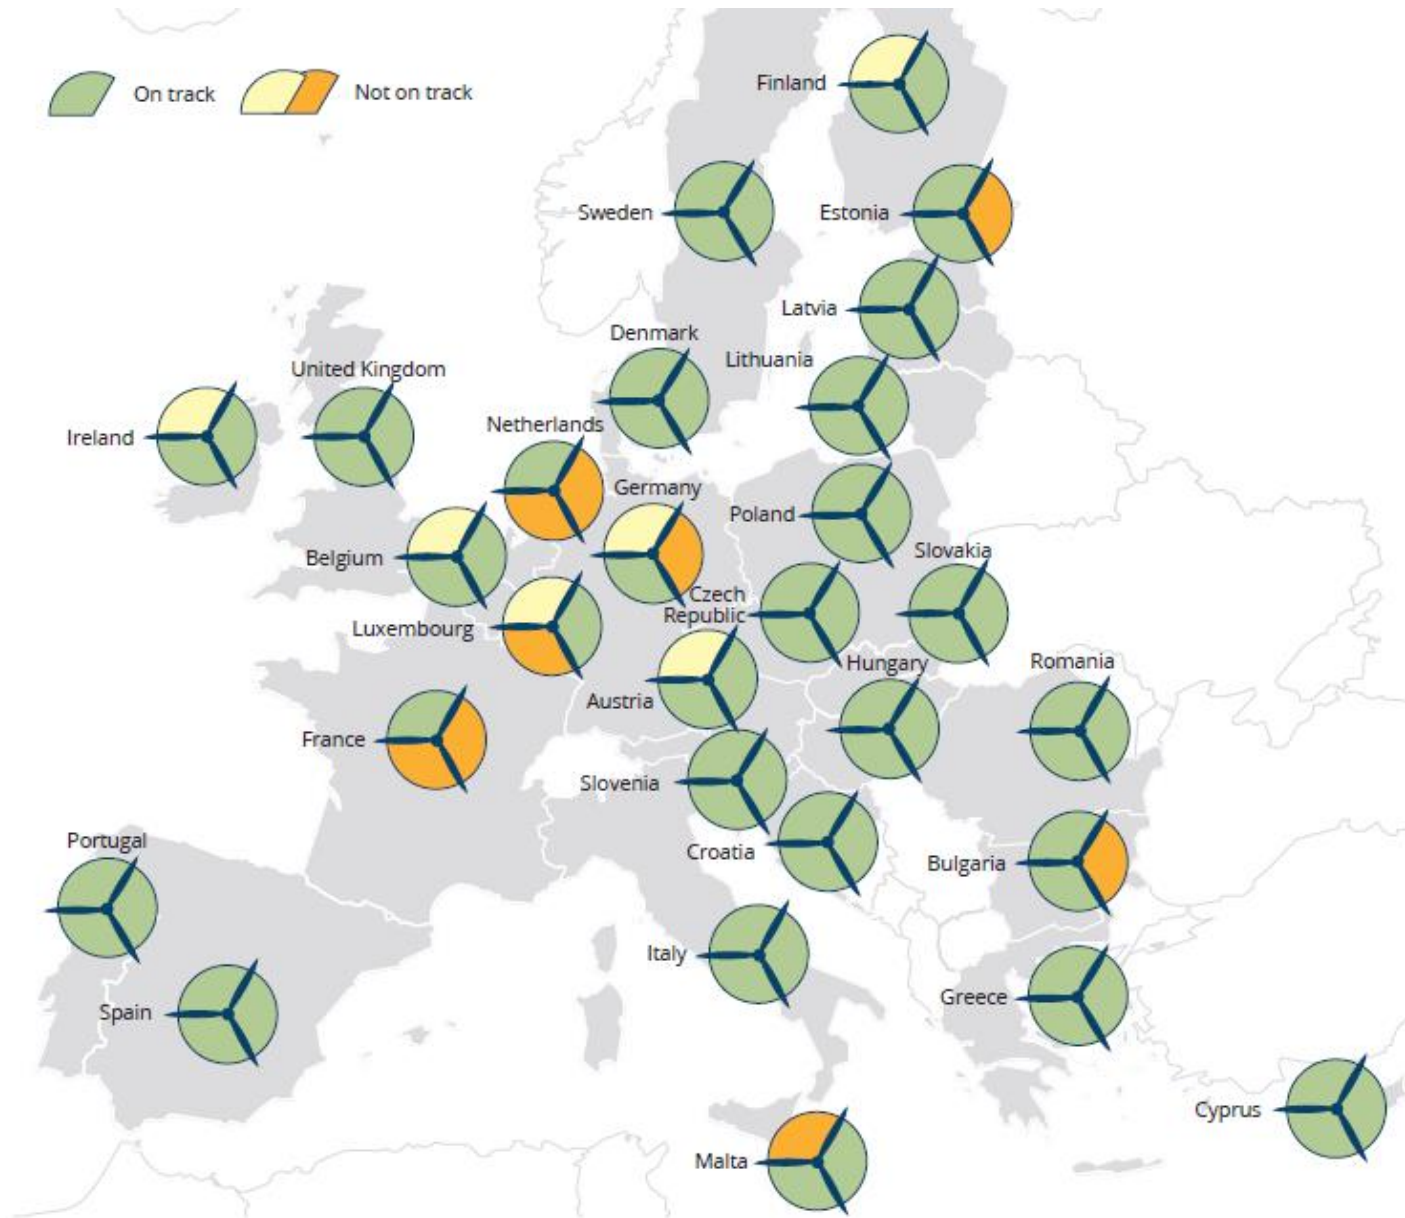 On track
Not on track
Finland
Sweden
Estonia
Latvia
Denmark
Lithuania
United Kingdom
Ireland
Netherlands
Germany
Poland
Belgium
Slovakia
Czech
Republic
Luxembourg
Hungary
Romania
Austria
France
Slovenia
Portugal
Croatia
Bulgaria
Italy
Greece
Spain
Cyprus
Malta